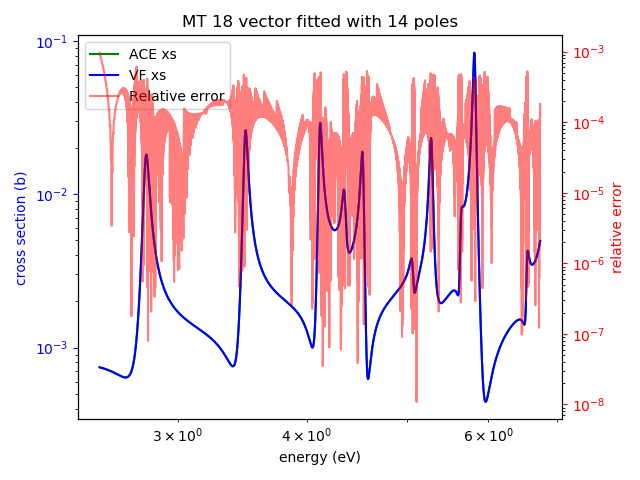 MT 18 vector fitted with 14 poles
ACE xs
VF xs
Relative error
10⁻¹
10⁻²
10⁻³
cross section (b)
10⁻³
10⁻⁴
10⁻⁵
10⁻⁶
10⁻⁷
10⁻⁸
relative error
3 × 10⁰ 4 × 10⁰ 6 × 10⁰
energy (eV)